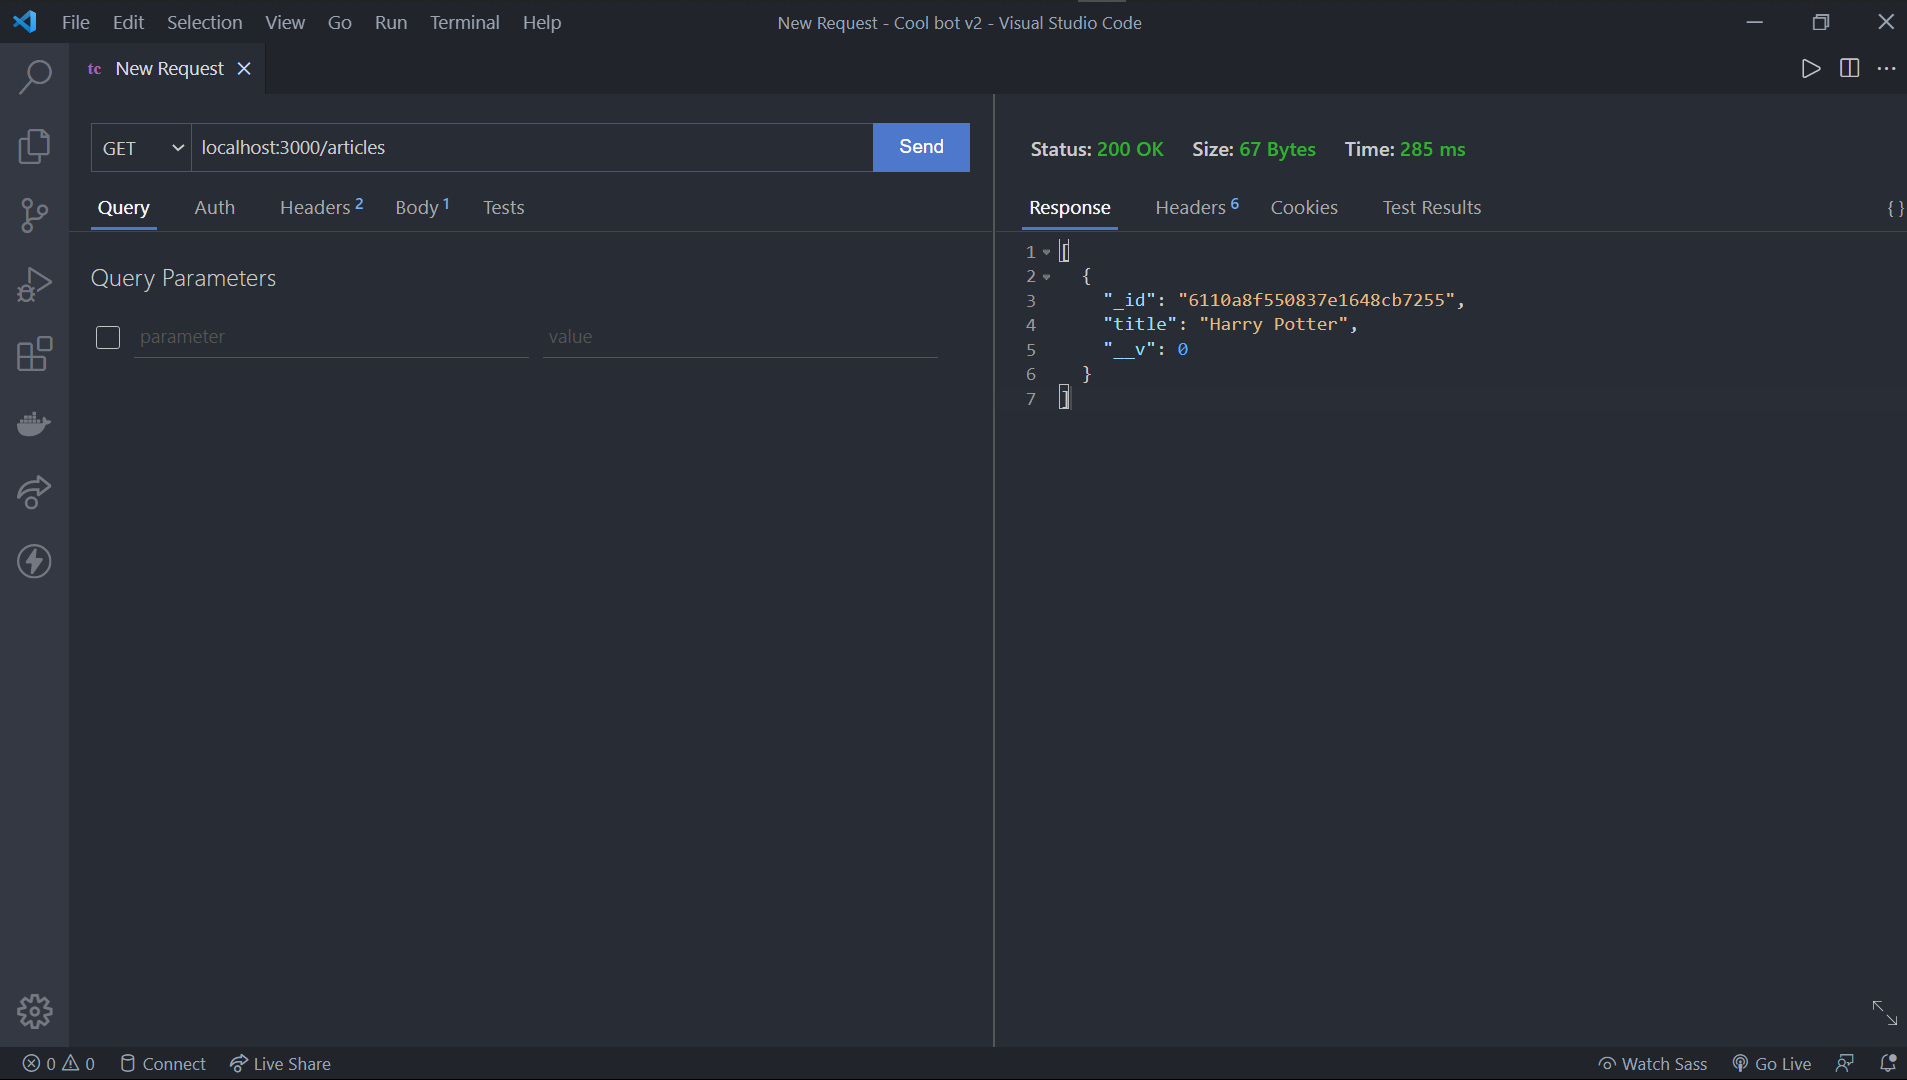 File Edit Selection View Go Run Terminal Help
New Request - Cool bot v2 - Visual Studio Code
tc New Request
GET localhost:3000/articles Send
Query Auth Headers 2 Body 1 Tests
Query Parameters
parameter value
Status: 200 OK Size: 67 Bytes Time: 285 ms
Response Headers 6 Cookies Test Results { }
1 [
2 {
3 "_id": "6110a8f550837e1648cb7255",
4 "title": "Harry Potter",
5 "__v": 0
6 }
7 ]
0 0 Connect Live Share Watch Sass Go Live